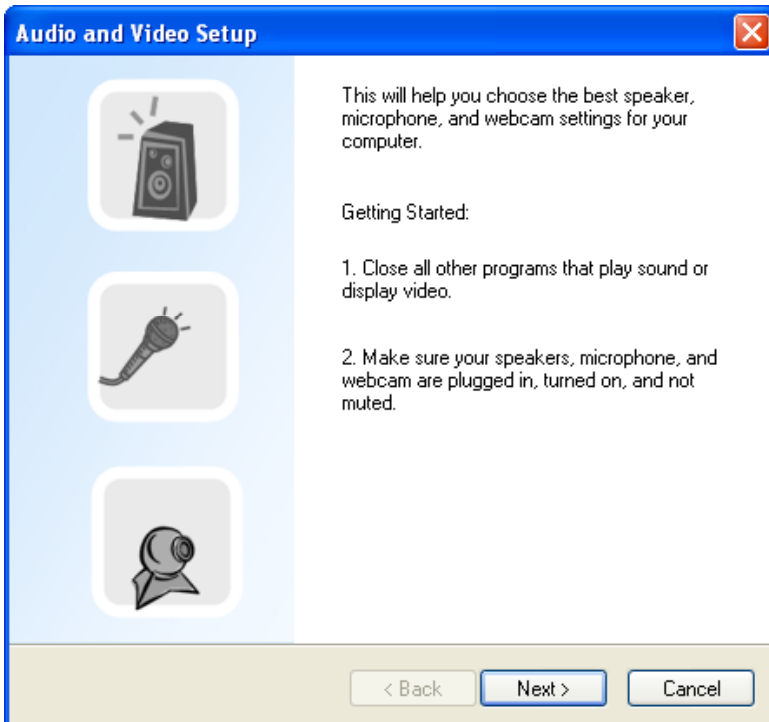 Audio and Video Setup
This will help you choose the best speaker,
microphone, and webcam settings for your
computer.
Getting Started:
1. Close all other programs that play sound or
display video.
2. Make sure your speakers, microphone, and
webcam are plugged in, turned on, and not
muted.
< Back Next > Cancel